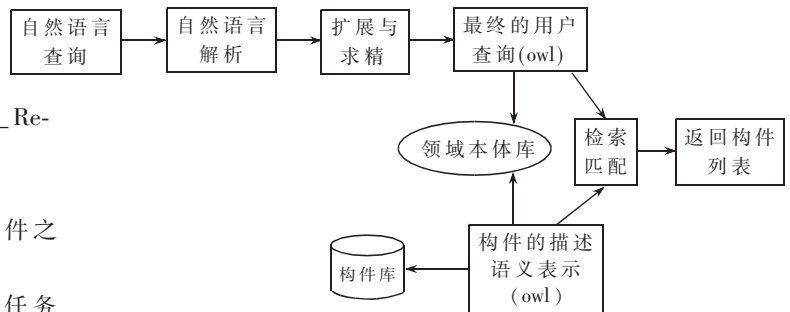 自然语言
查询
自然语言
解析
扩展与
求精
最终的用户
查询(owl)
_Re-
领域本体库
检索
匹配
返回构件
列表
件之
构件的描述
语义表示
(owl)
构件库
任务